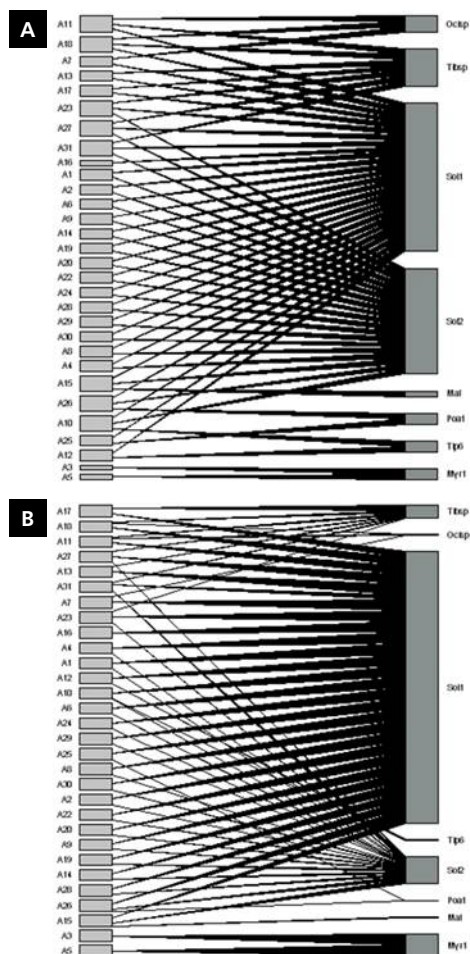 A
A11
A18
A7
A13
A17
A23
A27
A31
A16
A1
A2
A6
A9
A14
A19
A20
A22
A24
A28
A29
A30
A8
A4
A15
A26
A10
A25
A12
A3
A5
Oclsp
Tibsp
Sol1
Sol2
Mal
Poa1
Tip6
Myr1
B
A17
A10
A11
A27
A13
A31
A7
A23
A16
A4
A1
A12
A18
A6
A24
A29
A25
A8
A30
A2
A22
A20
A9
A19
A14
A28
A26
A15
A3
A5
Tibsp
Oclsp
Sol1
Tip6
Sol2
Poa1
Mal
Myr1